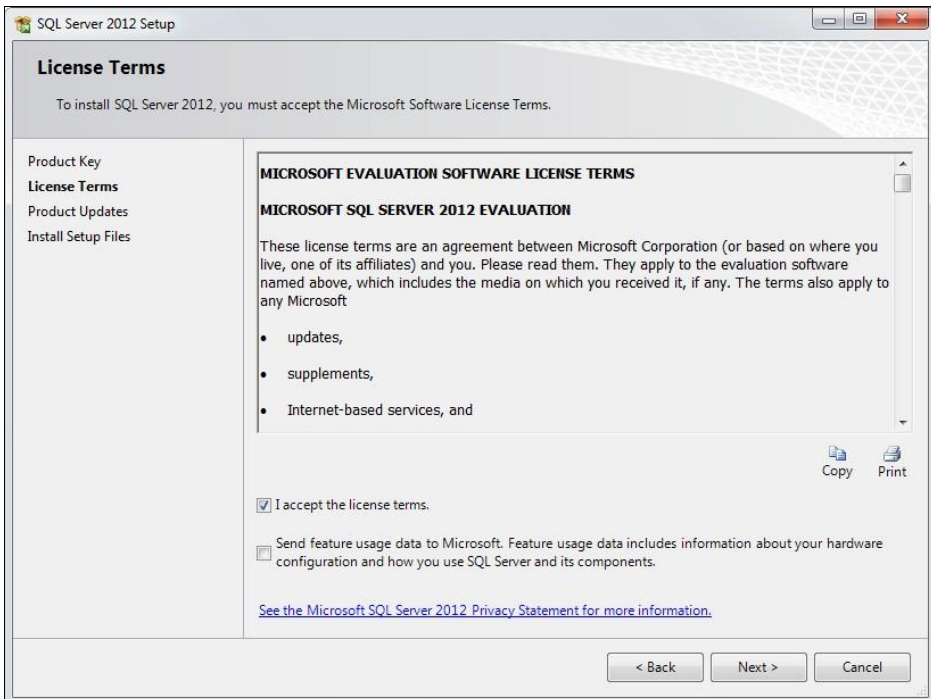 SQL Server 2012 Setup
License Terms
To install SQL Server 2012, you must accept the Microsoft Software License Terms.
Product Key
License Terms
Product Updates
Install Setup Files
MICROSOFT EVALUATION SOFTWARE LICENSE TERMS
MICROSOFT SQL SERVER 2012 EVALUATION
These license terms are an agreement between Microsoft Corporation (or based on where you
live, one of its affiliates) and you. Please read them. They apply to the evaluation software
named above, which includes the media on which you received it, if any. The terms also apply to
any Microsoft
• updates,
• supplements,
• Internet-based services, and
Copy Print
I accept the license terms.
Send feature usage data to Microsoft. Feature usage data includes information about your hardware
configuration and how you use SQL Server and its components.
See the Microsoft SQL Server 2012 Privacy Statement for more information.
< Back Next > Cancel